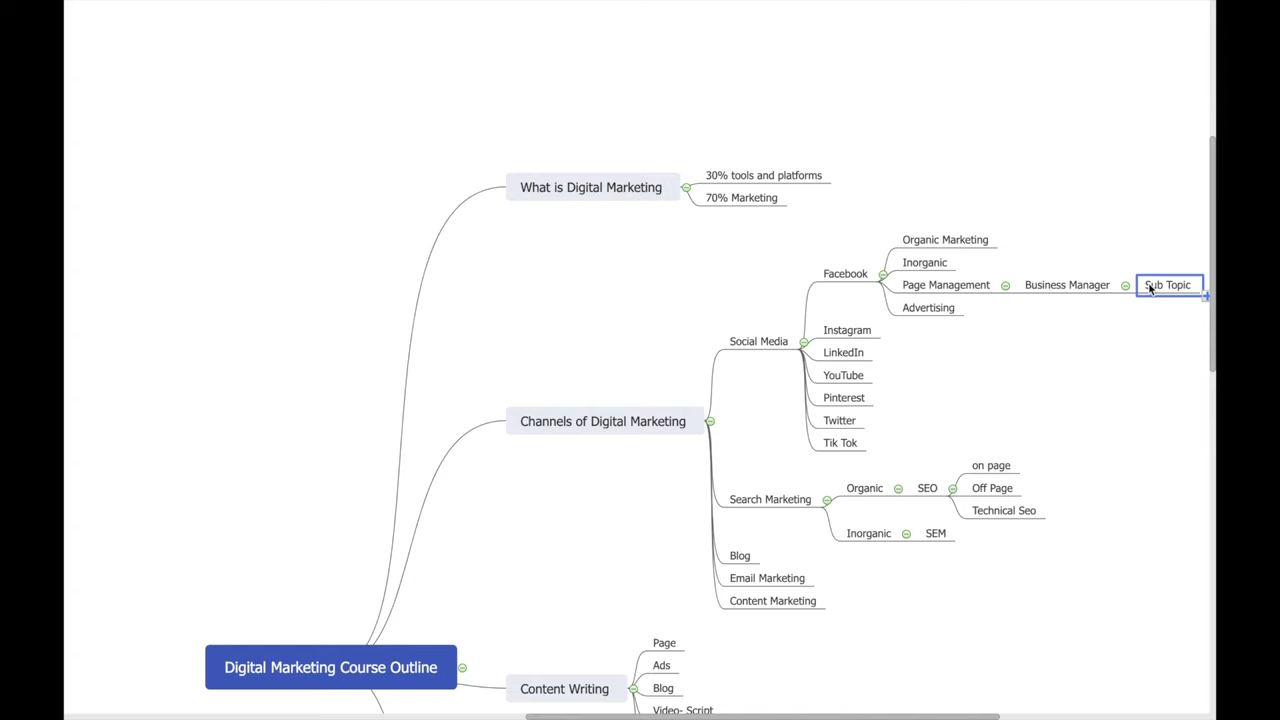 What is Digital Marketing
30% tools and platforms
70% Marketing
Channels of Digital Marketing
Social Media
Facebook
Organic Marketing
Inorganic
Page Management
Business Manager
Sub Topic
Advertising
Instagram
LinkedIn
YouTube
Pinterest
Twitter
Tik Tok
Search Marketing
Organic
SEO
on page
Off Page
Technical Seo
Inorganic
SEM
Blog
Email Marketing
Content Marketing
Digital Marketing Course Outline
Content Writing
Page
Ads
Blog
Video- Script